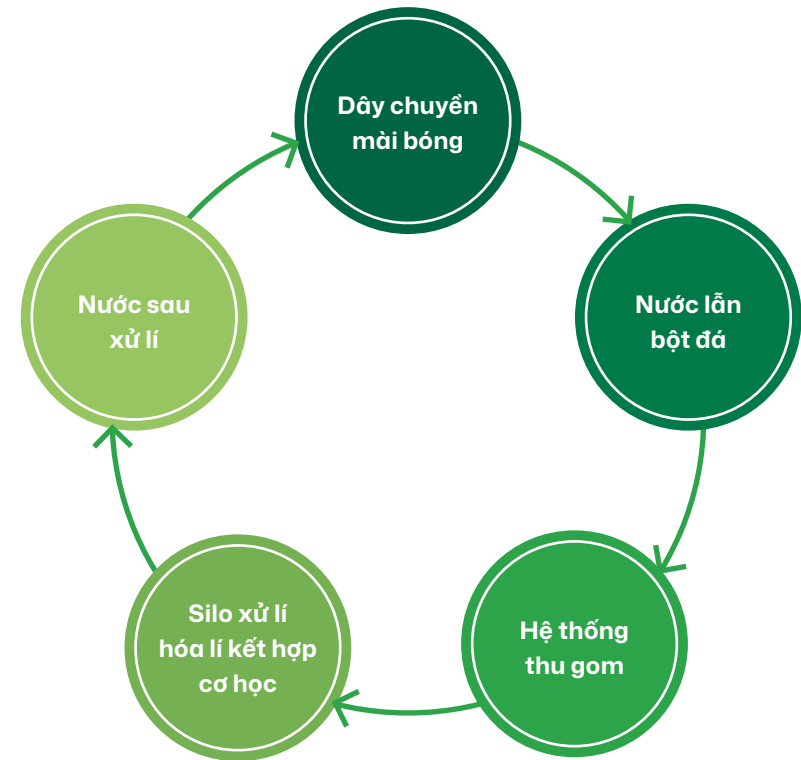 Dây chuyền
mài bóng
Nước lẫn
bột đá
Hệ thống
thu gom
Silo xử lí
hóa lí kết hợp
cơ học
Nước sau
xử lí